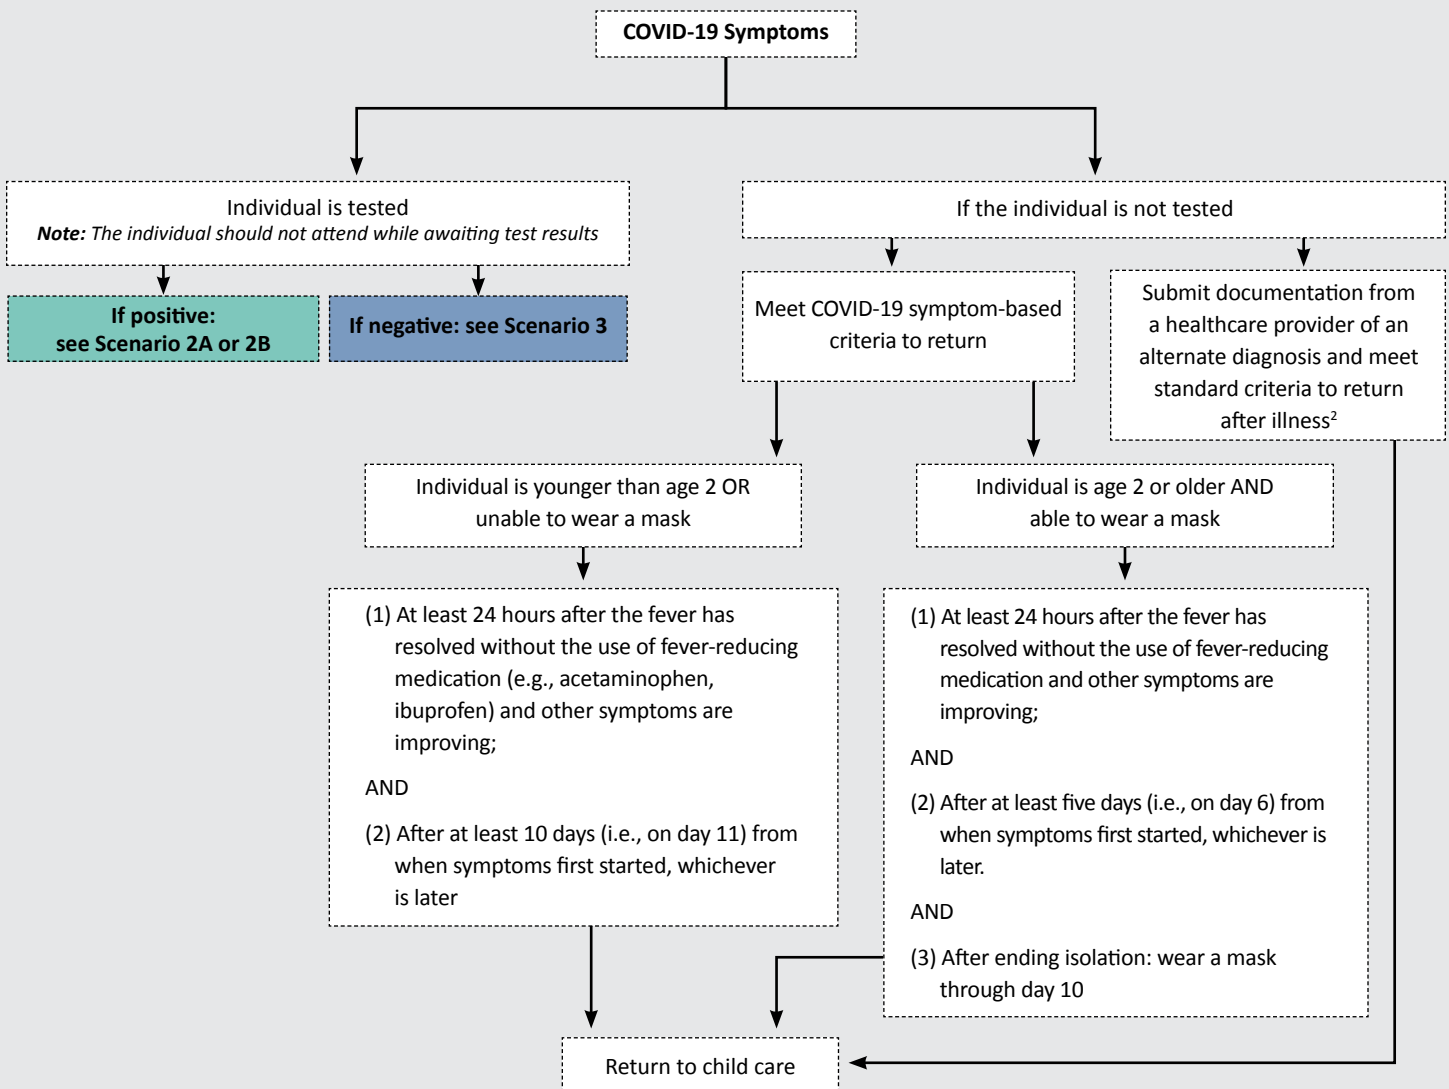 COVID-19 Symptoms
Individual is tested
Note: The individual should not attend while awaiting test results
If the individual is not tested
If positive:
see Scenario 2A or 2B
If negative: see Scenario 3
Meet COVID-19 symptom-based
criteria to return
Submit documentation from
a healthcare provider of an
alternate diagnosis and meet
standard criteria to return
after illness²
Individual is younger than age 2 OR
unable to wear a mask
Individual is age 2 or older AND
able to wear a mask
(1) At least 24 hours after the fever has
resolved without the use of fever-reducing
medication (e.g., acetaminophen,
ibuprofen) and other symptoms are
improving;
AND
(2) After at least 10 days (i.e., on day 11) from
when symptoms first started, whichever
is later
(1) At least 24 hours after the fever has
resolved without the use of fever-reducing
medication and other symptoms are
improving;
AND
(2) After at least five days (i.e., on day 6) from
when symptoms first started, whichever is
later.
AND
(3) After ending isolation: wear a mask
through day 10
Return to child care